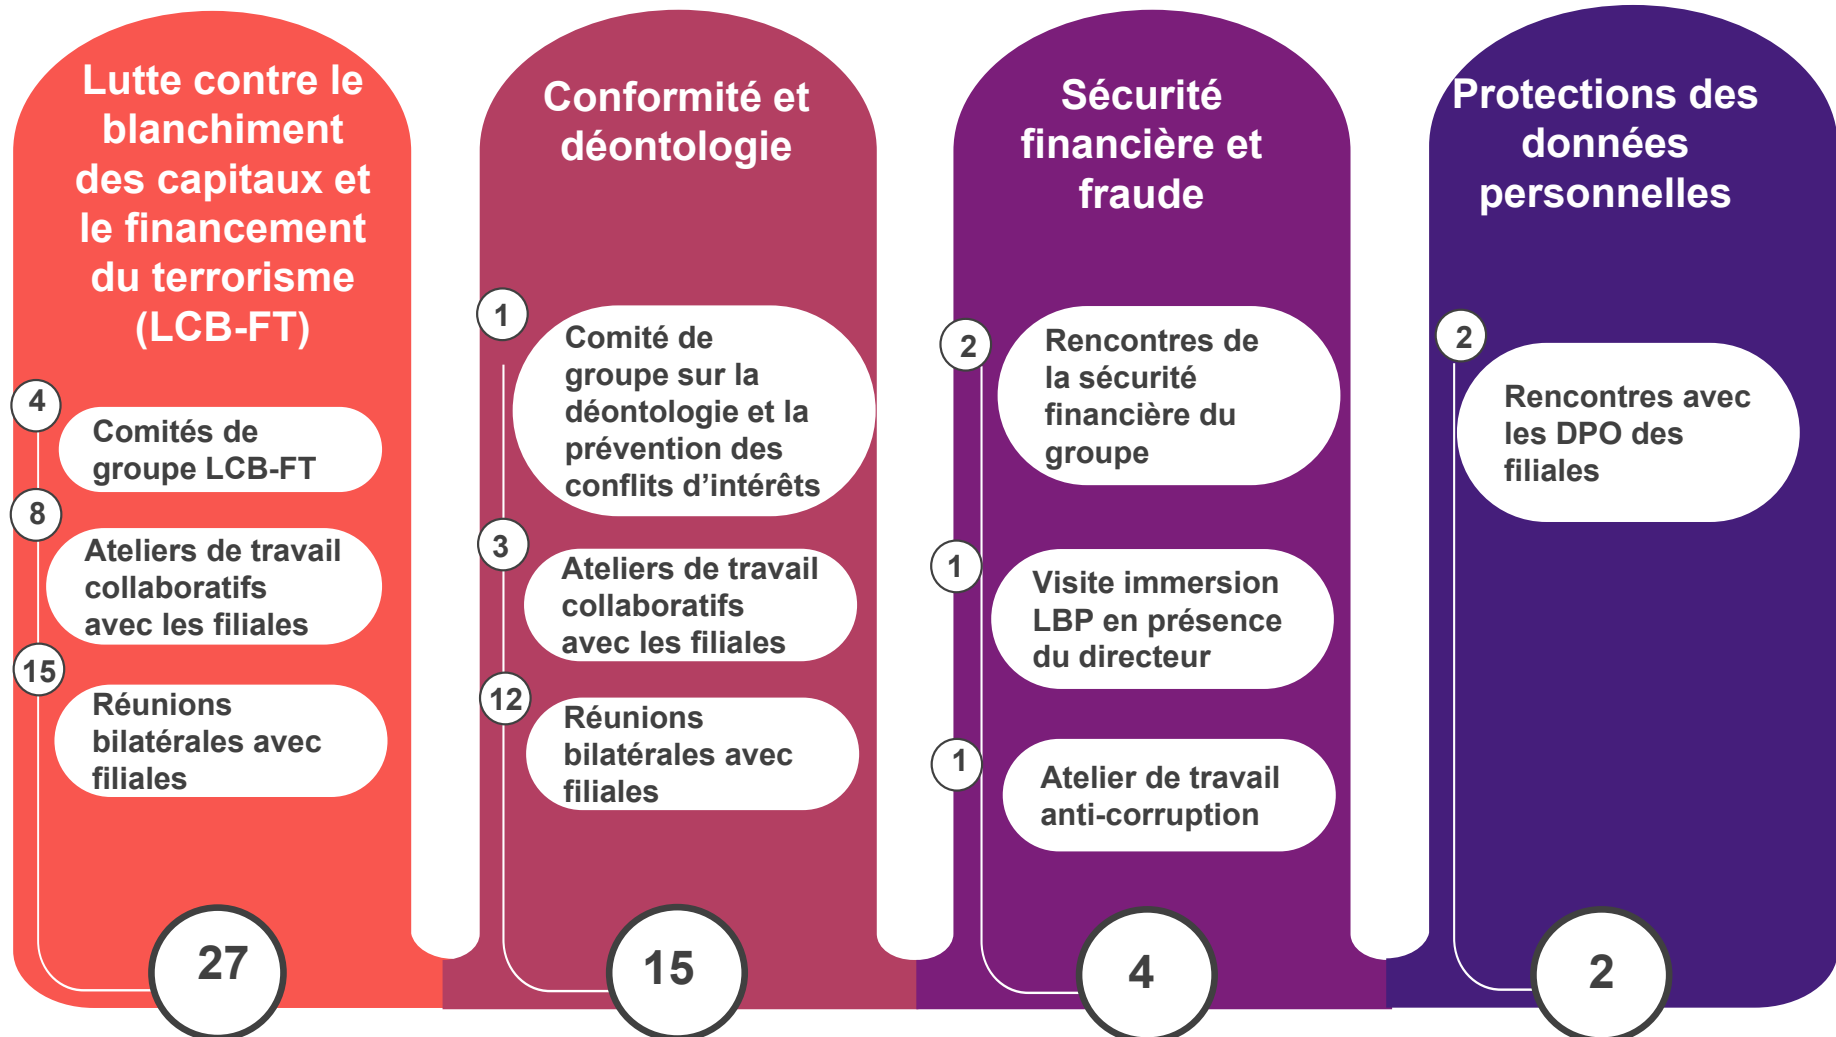 Lutte contre le
blanchiment
des capitaux et
le financement
du terrorisme
(LCB-FT)
4
Comités de
groupe LCB-FT
8
Ateliers de travail
collaboratifs
avec les filiales
15
Réunions
bilatérales avec
filiales
27
Conformité et
déontologie
1
Comité de
groupe sur la
déontologie et la
prévention des
conflits d’intérêts
3
Ateliers de travail
collaboratifs
avec les filiales
12
Réunions
bilatérales avec
filiales
15
Sécurité
financière et
fraude
2
Rencontres de
la sécurité
financière du
groupe
1
Visite immersion
LBP en présence
du directeur
1
Atelier de travail
anti-corruption
4
Protections des
données
personnelles
2
Rencontres avec
les DPO des
filiales
2